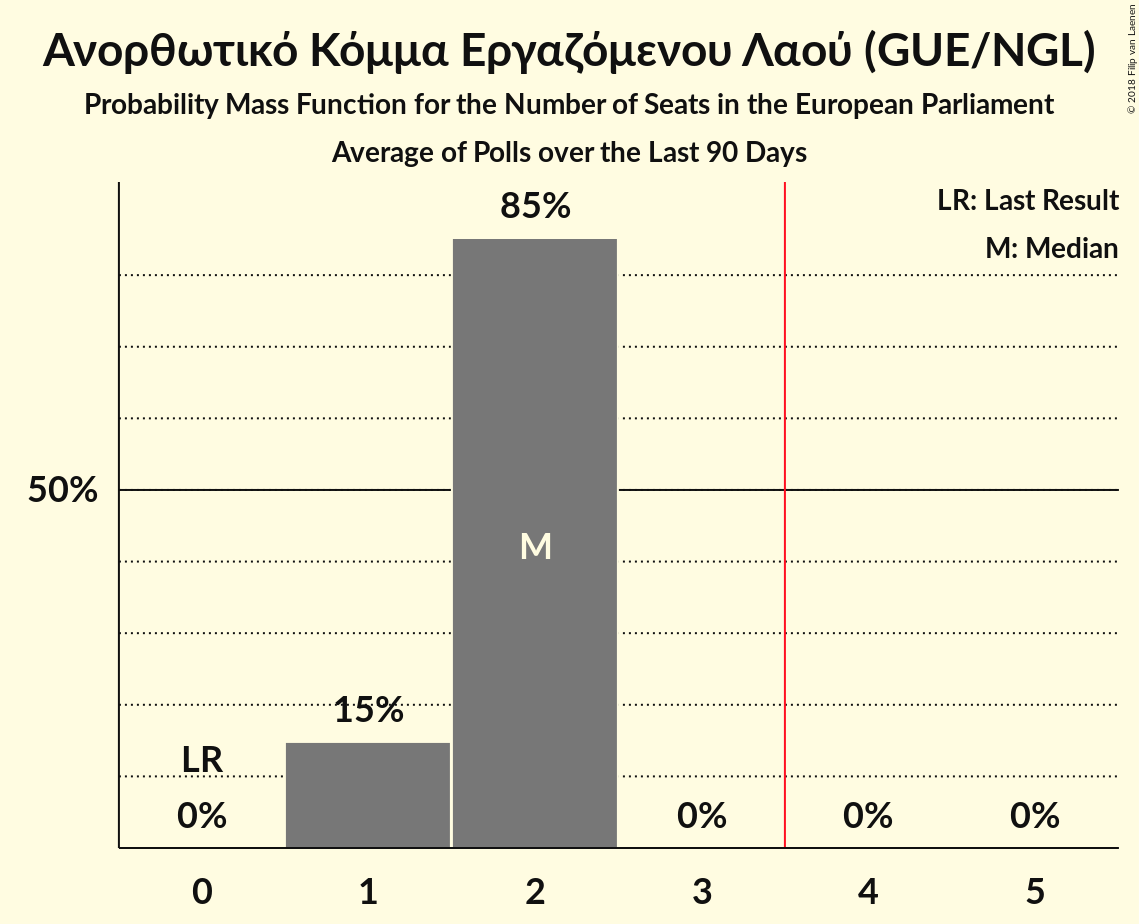 Ανορθωτικό Κόμμα Εργαζόμενου Λαού (GUE/NGL)
Probability Mass Function for the Number of Seats in the European Parliament
Average of Polls over the Last 90 Days
© 2018 Filip van Laenen
LR: Last Result
M: Median
85%
50%
M
15%
LR
0%
0%
0%
0%
0
1
2
3
4
5